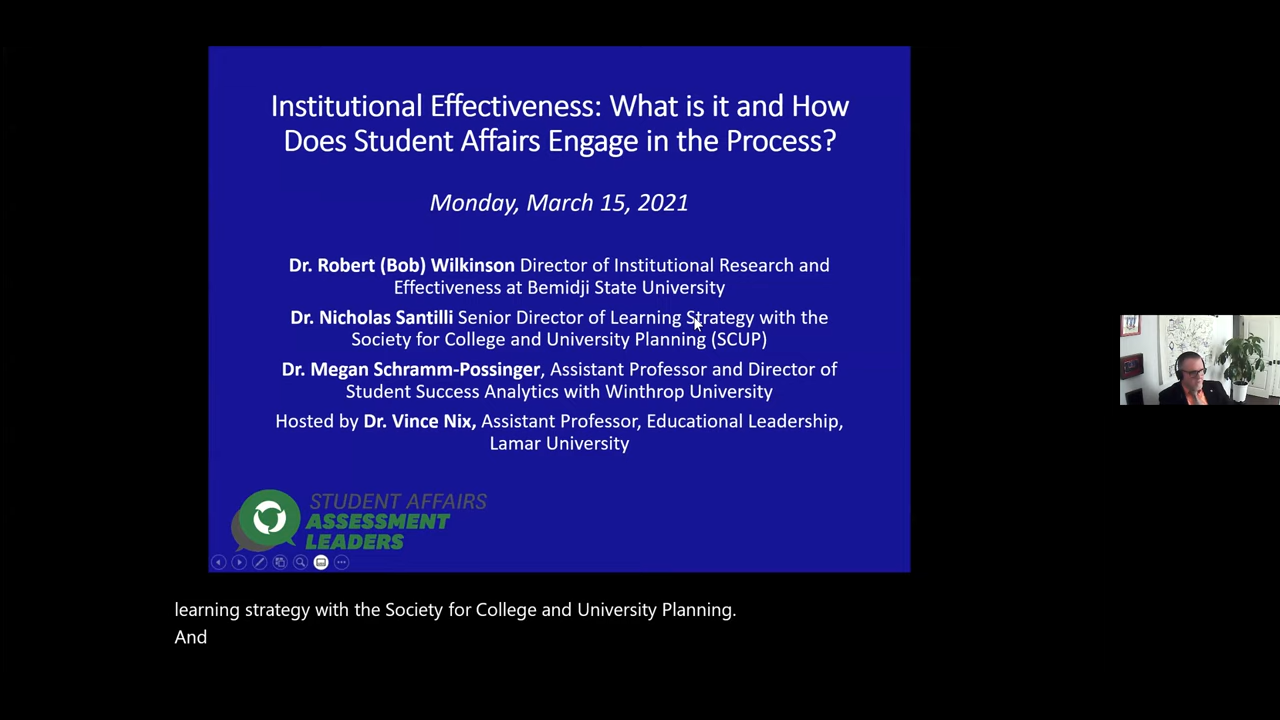 Institutional Effectiveness: What is it and How
Does Student Affairs Engage in the Process?
Monday, March 15, 2021
Dr. Robert (Bob) Wilkinson Director of Institutional Research and
Effectiveness at Bemidji State University
Dr. Nicholas Santilli Senior Director of Learning Strategy with the
Society for College and University Planning (SCUP)
Dr. Megan Schramm-Possinger, Assistant Professor and Director of
Student Success Analytics with Winthrop University
Hosted by Dr. Vince Nix, Assistant Professor, Educational Leadership,
Lamar University
STUDENT AFFAIRS
ASSESSMENT
LEADERS
learning strategy with the Society for College and University Planning.
And